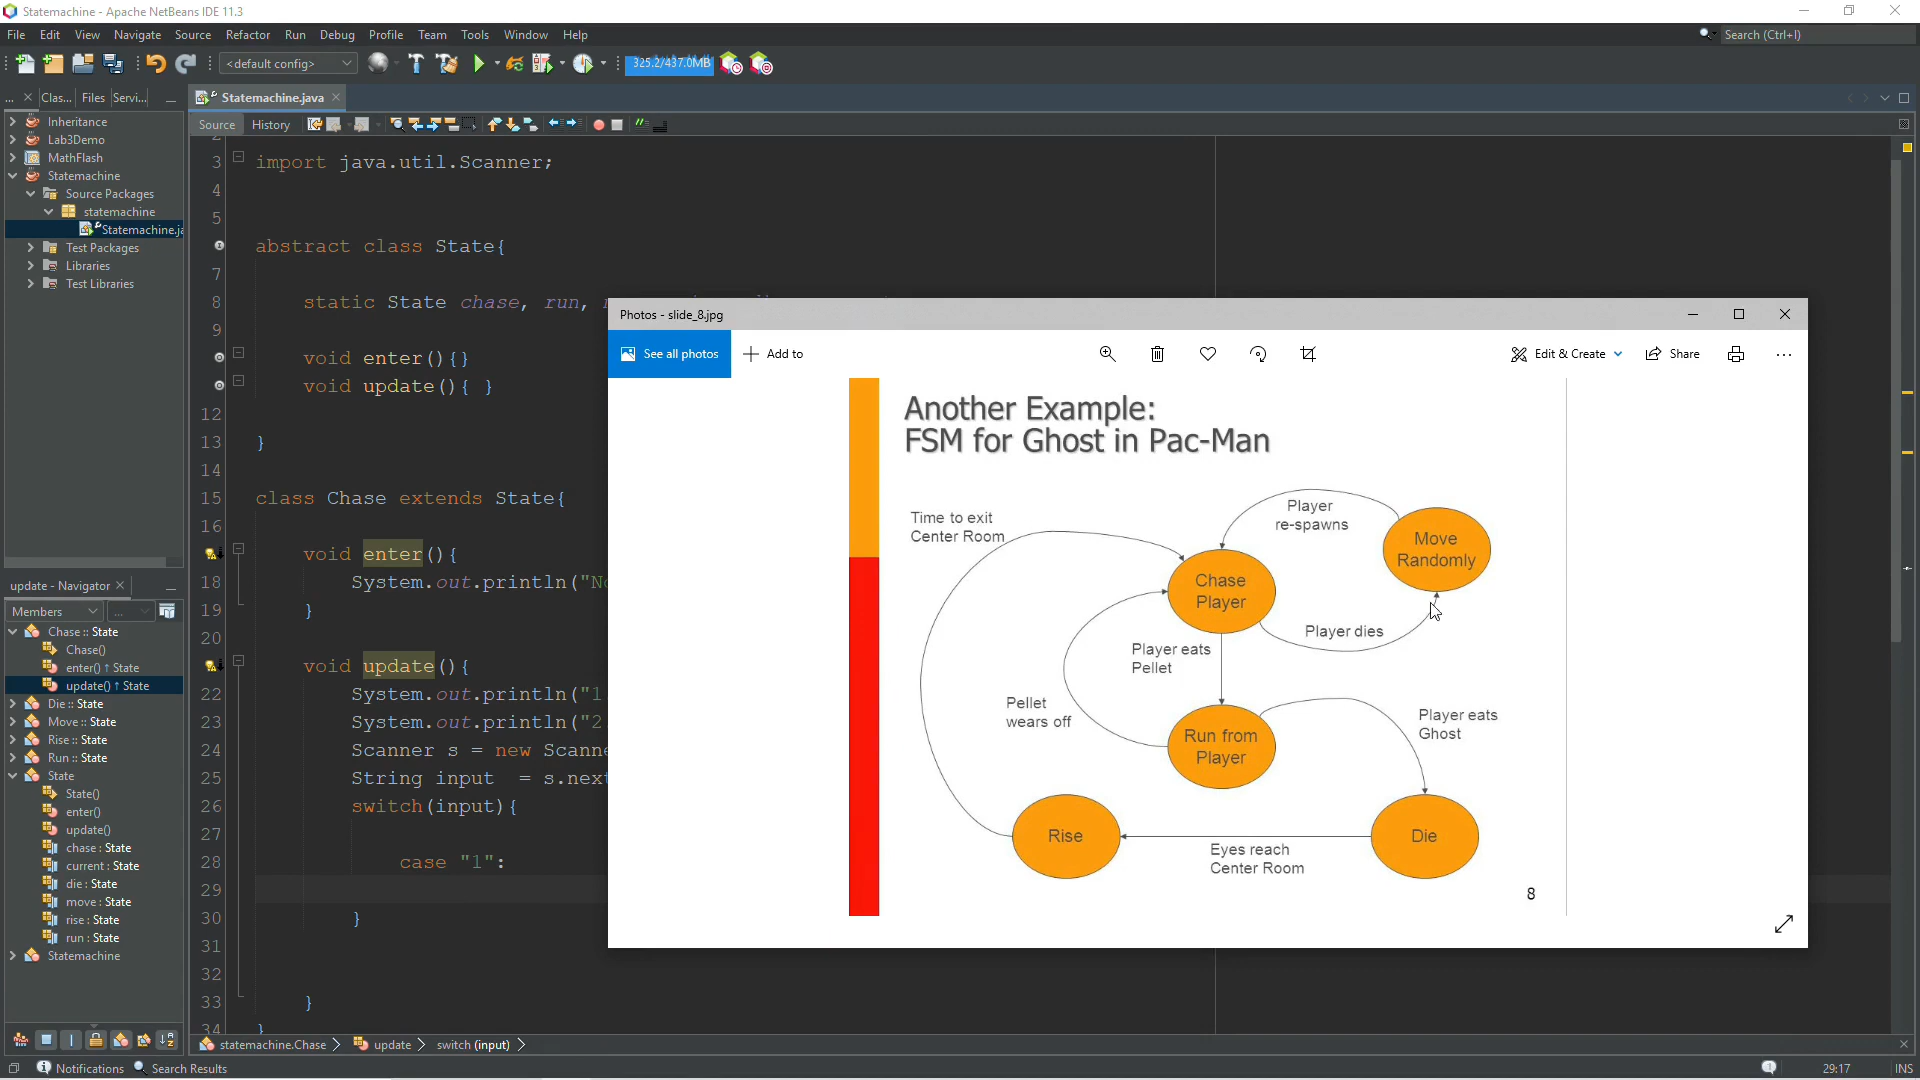 Statemachine - Apache NetBeans IDE 11.3
File Edit View Navigate Source Refactor Run Debug Profile Team Tools Window Help
Search (Ctrl+I)
<default config>
325.2/437.0MB
... Clas... Files Servi...
Statemachine.java
Source History
Inheritance
Lab3Demo
MathFlash
Statemachine
Source Packages
statemachine
Statemachine.ja
Test Packages
Libraries
Test Libraries
update - Navigator
Members
...
Chase :: State
Chase()
enter() ↑ State
update() ↑ State
Die :: State
Move :: State
Rise :: State
Run :: State
State
State()
enter()
update()
chase : State
current : State
die : State
move : State
rise : State
run : State
Statemachine
3 import java.util.Scanner;
4
5
abstract class State{
7
8 static State chase, run,
9
void enter(){}
void update(){ }
12
13 }
14
15 class Chase extends State{
16
void enter(){
18 System.out.println("No
19 }
20
void update(){
22 System.out.println("1
23 System.out.println("2
24 Scanner s = new Scanne
25 String input = s.next
26 switch(input){
27
28 case "1":
29
30 }
31
32
33 }
34 }
Photos - slide_8.jpg
See all photos
Add to
Edit & Create
Share
Another Example:
FSM for Ghost in Pac-Man
Time to exit
Center Room
Player
re-spawns
Move
Randomly
Chase
Player
Player dies
Player eats
Pellet
Pellet
wears off
Run from
Player
Player eats
Ghost
Rise
Die
Eyes reach
Center Room
8
statemachine.Chase
update
switch (input)
Notifications
Search Results
29:17
INS